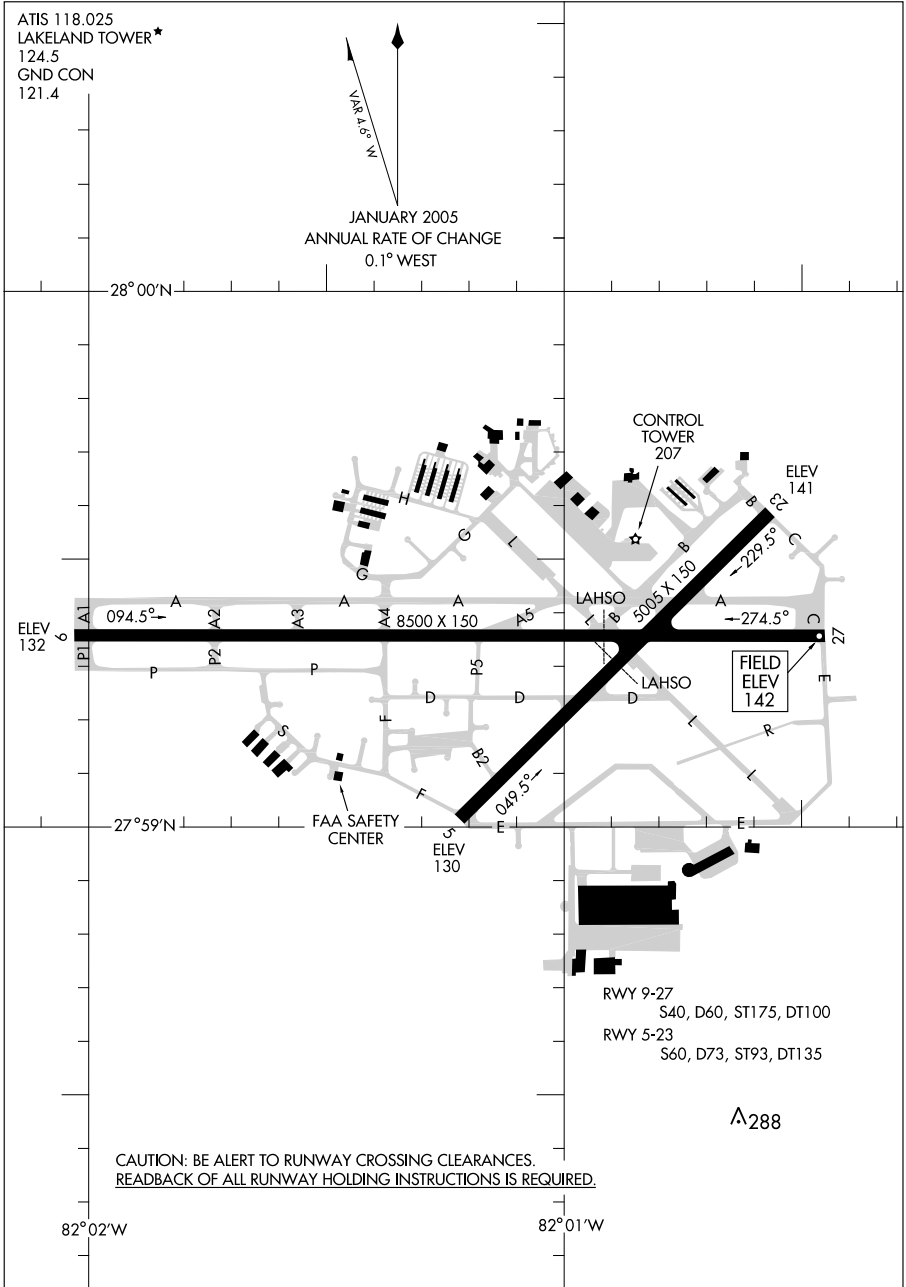 ATIS 118.025
LAKELAND TOWER★
124.5
GND CON
121.4
VAR 4.6° W
JANUARY 2005
ANNUAL RATE OF CHANGE
0.1° WEST
28°00'N
CONTROL
TOWER
207
ELEV
141
23
B
C
H
G
L
B
G
229.5°
5005 X 150
LAHSO
A1
A
A2
A3
A
A4
A
A5
L
B
A
C
094.5°
8500 X 150
274.5°
ELEV
132
9
27
P1
P
P2
P
P5
LAHSO
FIELD
ELEV
142
E
D
D
D
F
S
L
R
B2
L
049.5°
F
FAA SAFETY
CENTER
27°59'N
5
E
E
ELEV
130
RWY 9-27
S40, D60, ST175, DT100
RWY 5-23
S60, D73, ST93, DT135
288
CAUTION: BE ALERT TO RUNWAY CROSSING CLEARANCES.
READBACK OF ALL RUNWAY HOLDING INSTRUCTIONS IS REQUIRED.
82°02'W
82°01'W